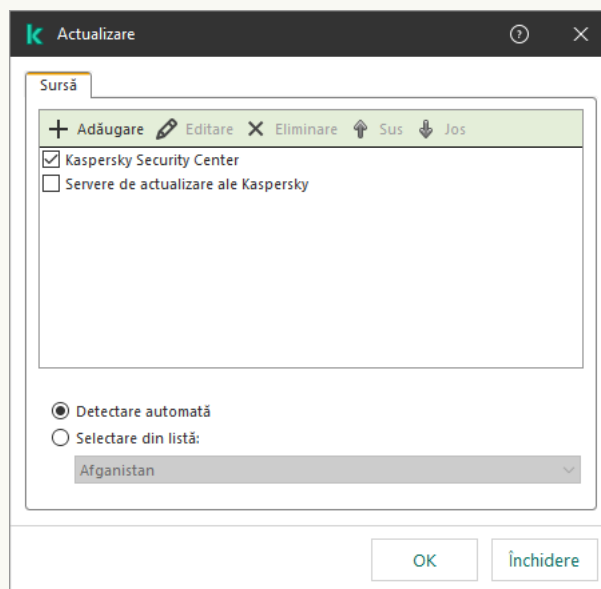 Actualizare
Sursă
Adăugare Editare Eliminare Sus Jos
Kaspersky Security Center
Servere de actualizare ale Kaspersky
Detectare automată
Selectare din listă:
Afganistan
OK Închidere